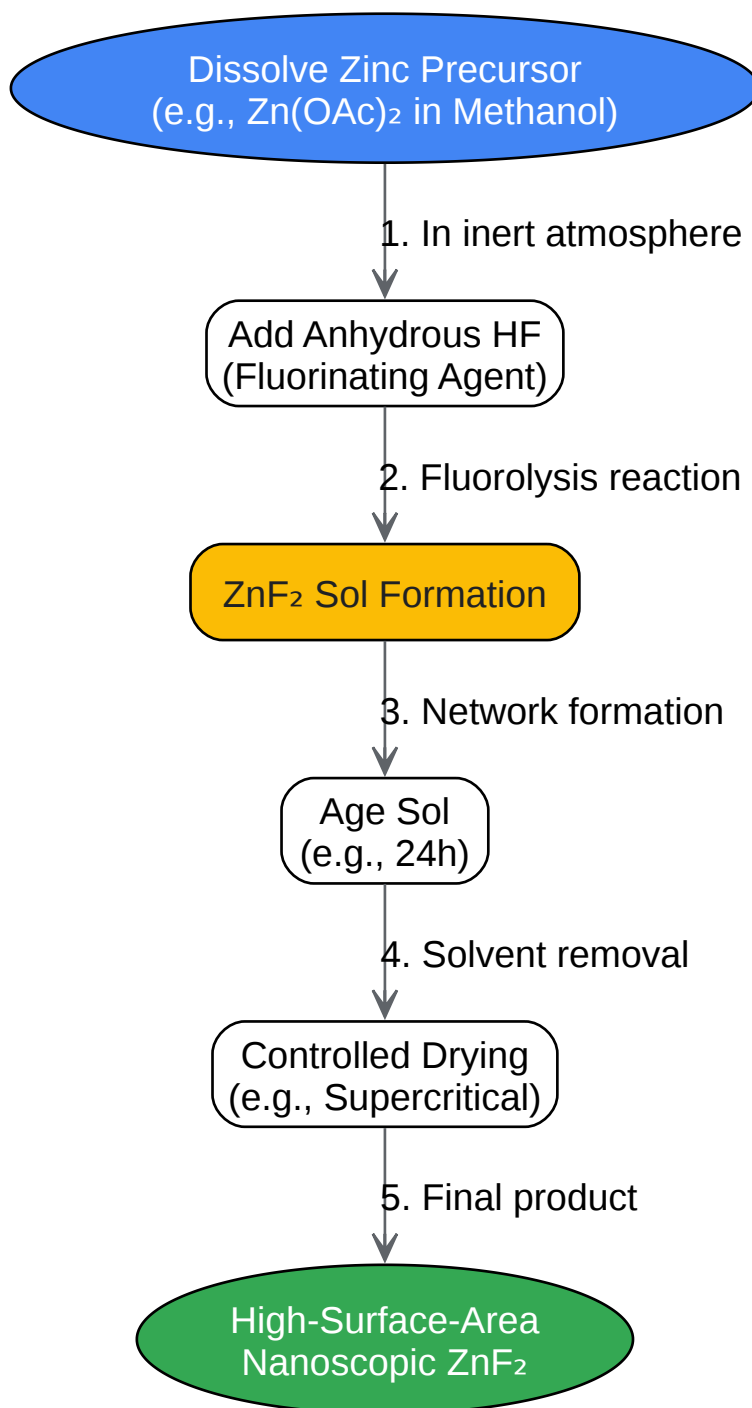 Dissolve Zinc Precursor
(e.g., Zn(OAc)₂ in Methanol)
1. In inert atmosphere
Add Anhydrous HF
(Fluorinating Agent)
2. Fluorolysis reaction
ZnF₂ Sol Formation
3. Network formation
Age Sol
(e.g., 24h)
4. Solvent removal
Controlled Drying
(e.g., Supercritical)
5. Final product
High-Surface-Area
Nanoscopic ZnF₂